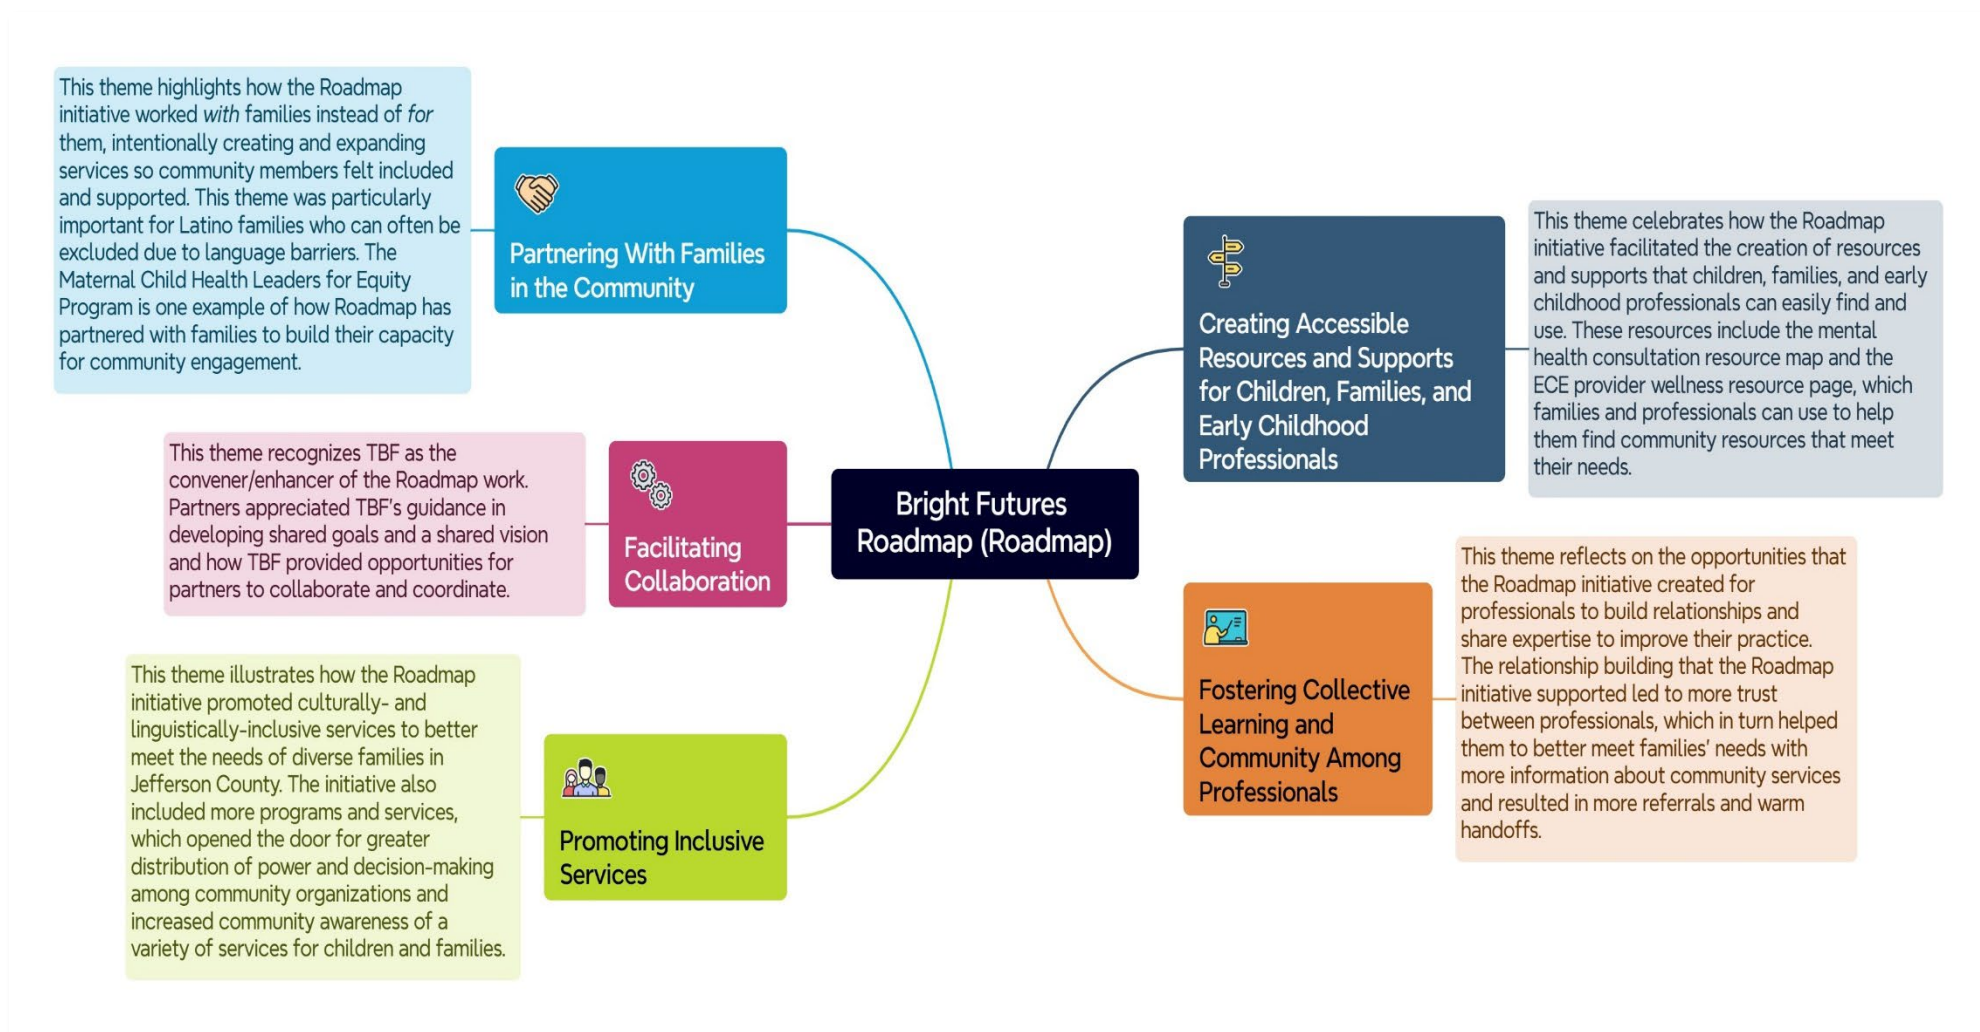 This theme highlights how the Roadmap
initiative worked with families instead of for
them, intentionally creating and expanding
services so community members felt included
and supported. This theme was particularly
important for Latino families who can often be
excluded due to language barriers. The
Maternal Child Health Leaders for Equity
Program is one example of how Roadmap has
partnered with families to build their capacity
for community engagement.
Partnering With Families
in the Community
This theme recognizes TBF as the
convener/enhancer of the Roadmap work.
Partners appreciated TBF's guidance in
developing shared goals and a shared vision
and how TBF provided opportunities for
partners to collaborate and coordinate.
Facilitating
Collaboration
This theme illustrates how the Roadmap
initiative promoted culturally- and
linguistically-inclusive services to better
meet the needs of diverse families in
Jefferson County. The initiative also
included more programs and services,
which opened the door for greater
distribution of power and decision-making
among community organizations and
increased community awareness of a
variety of services for children and families.
Promoting Inclusive
Services
Bright Futures
Roadmap (Roadmap)
Creating Accessible
Resources and Supports
for Children, Families, and
Early Childhood
Professionals
This theme celebrates how the Roadmap
initiative facilitated the creation of resources
and supports that children, families, and early
childhood professionals can easily find and
use. These resources include the mental
health consultation resource map and the
ECE provider wellness resource page, which
families and professionals can use to help
them find community resources that meet
their needs.
Fostering Collective
Learning and
Community Among
Professionals
This theme reflects on the opportunities that
the Roadmap initiative created for
professionals to build relationships and
share expertise to improve their practice.
The relationship building that the Roadmap
initiative supported led to more trust
between professionals, which in turn helped
them to better meet families' needs with
more information about community services
and resulted in more referrals and warm
handoffs.